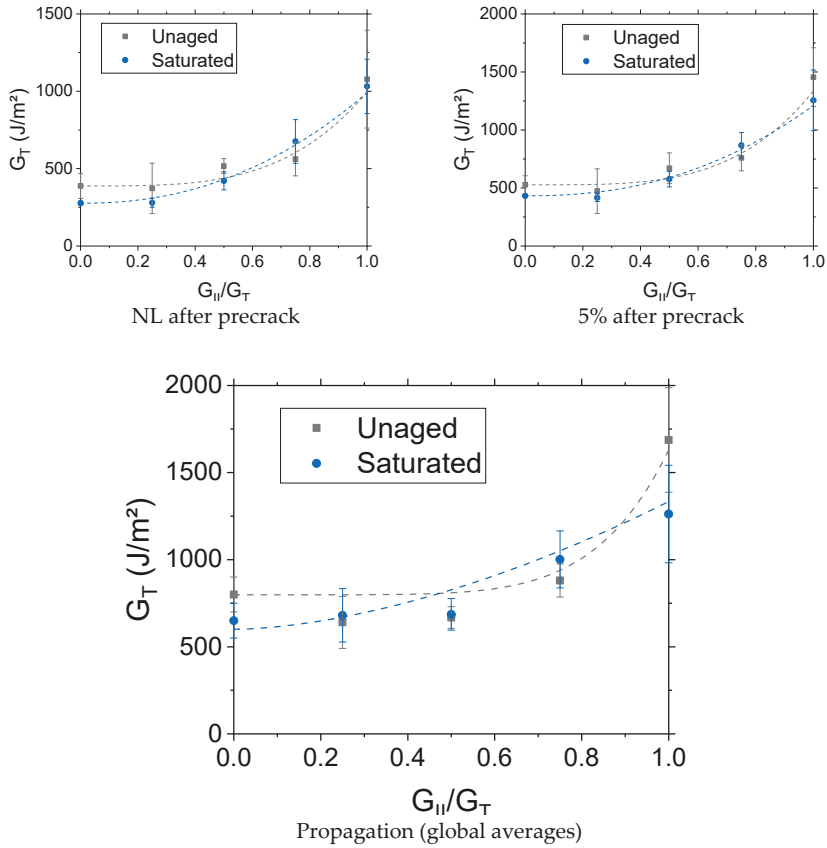 1500
1000
500
0
G_T (J/m²)
Unaged
Saturated
0.0 0.2 0.4 0.6 0.8 1.0
G_II/G_T
NL after precrack
2000
1500
1000
500
0
G_T (J/m²)
Unaged
Saturated
0.0 0.2 0.4 0.6 0.8 1.0
G_II/G_T
5% after precrack
2000
1500
1000
500
0
G_T (J/m²)
Unaged
Saturated
0.0 0.2 0.4 0.6 0.8 1.0
G_II/G_T
Propagation (global averages)